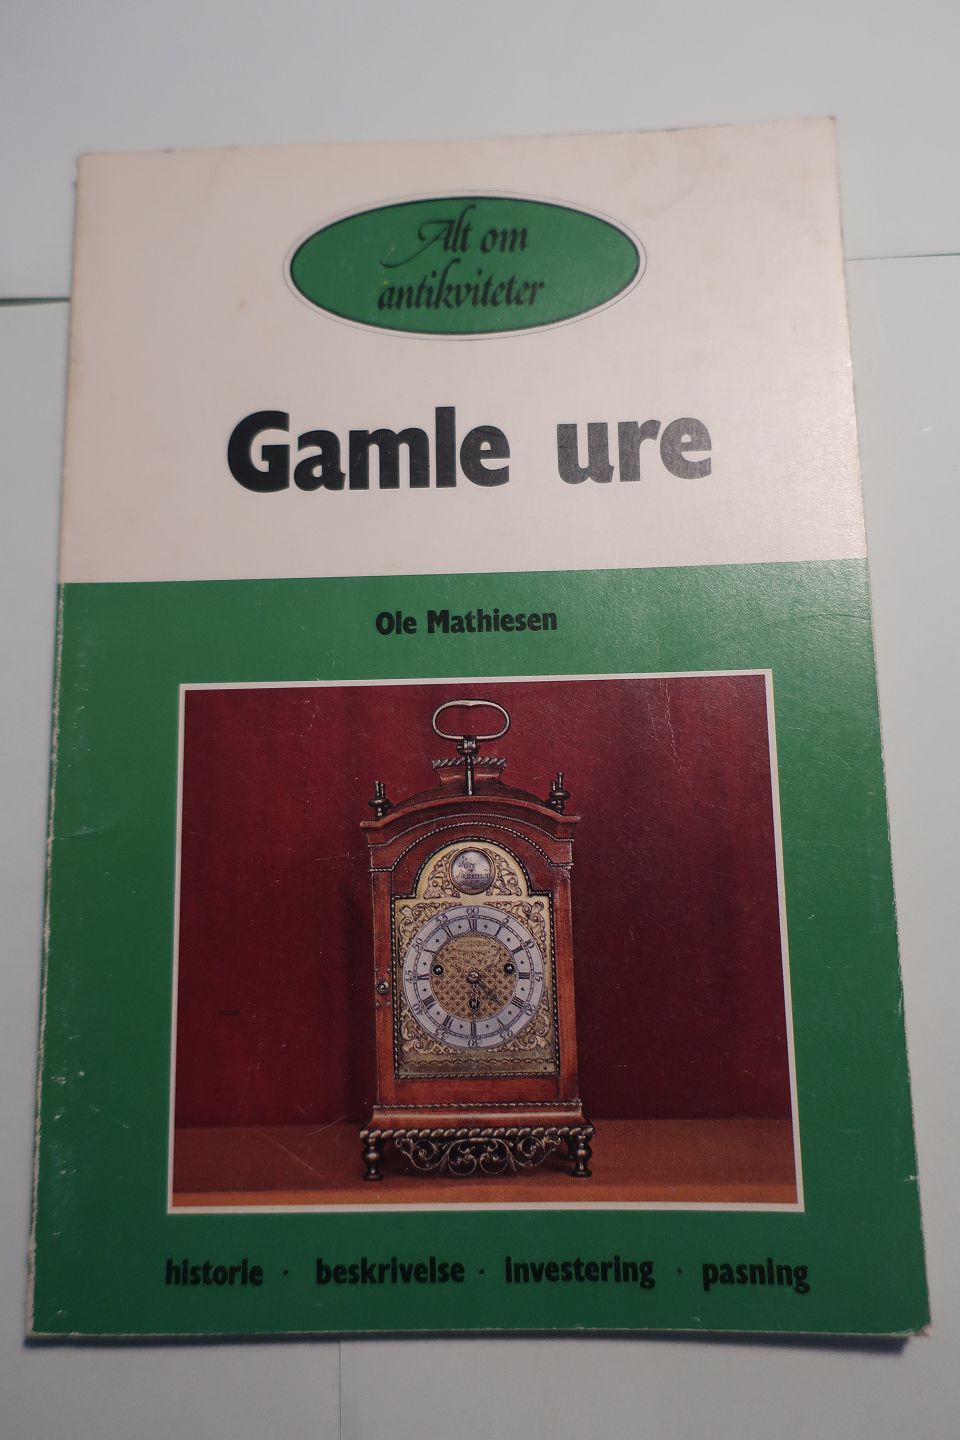 Alt om
antikviteter
Gamle ure
Ole Mathiesen
historie · beskrivelse · investering · pasning